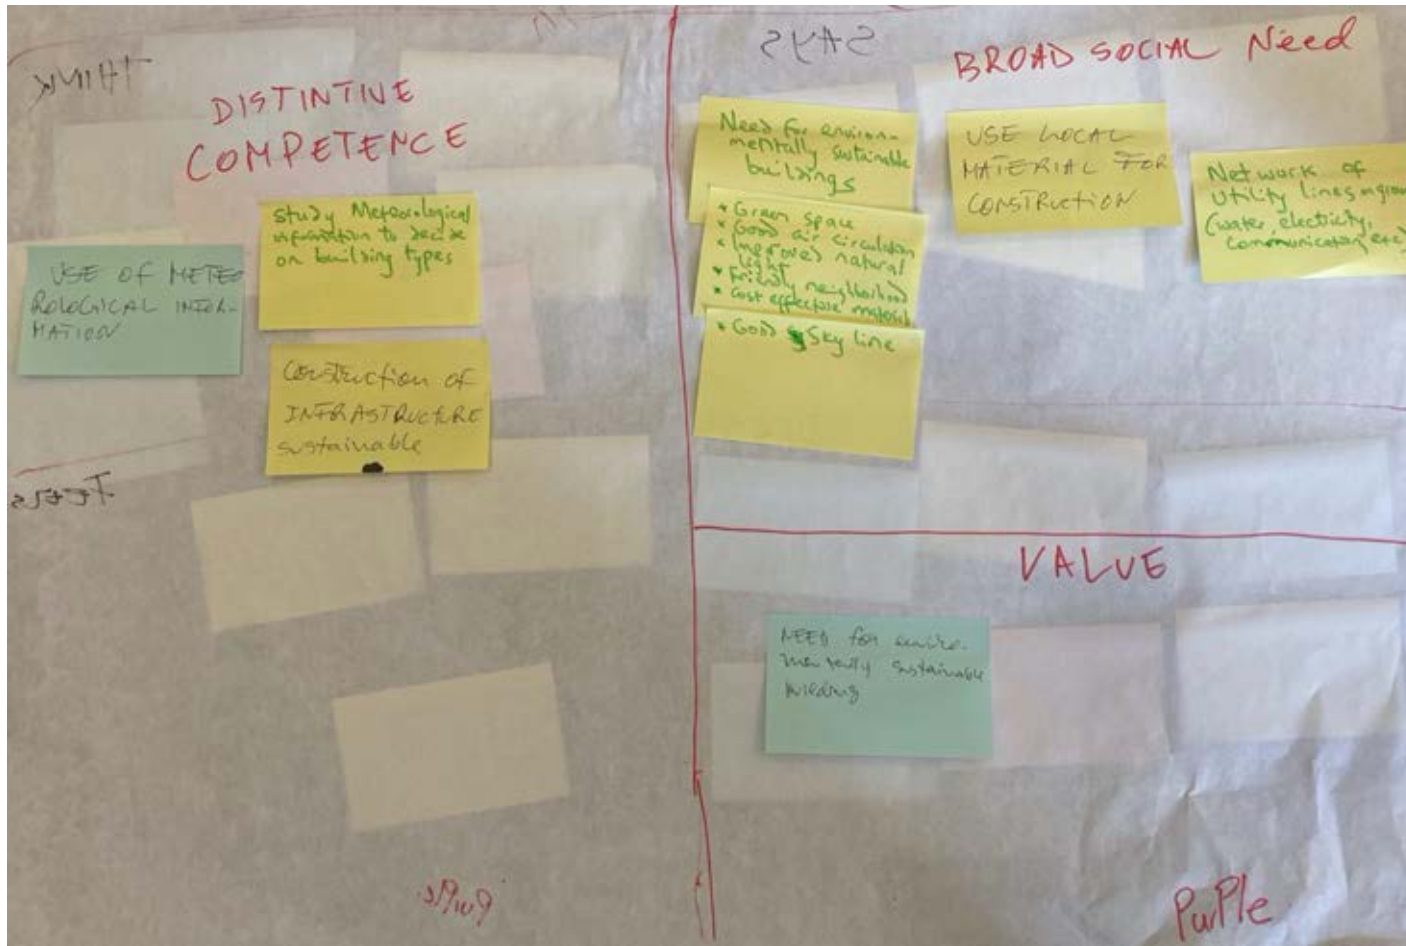 THINK
DISTINTIVE
COMPETENCE
USE OF METEO
ROLOGICAL INFOR-
MATION
Study Meteorological
information to decide
on building types
Construction of
INFRASTRUCTURE
sustainable
FEELS
Purple
SAYS
BROAD SOCIAL Need
Need for environ-
mentally sustainable
buildings
* Green space
* Good air circulation
* Improved natural
light
* Friendly neighborhood
* Cost effective material
* Good Sky line
USE LOCAL
MATERIAL FOR
CONSTRUCTION
Network of
Utility lines
(water, electricity,
communication, etc)
VALUE
NEED for enviro-
mentally sustainable
Purple